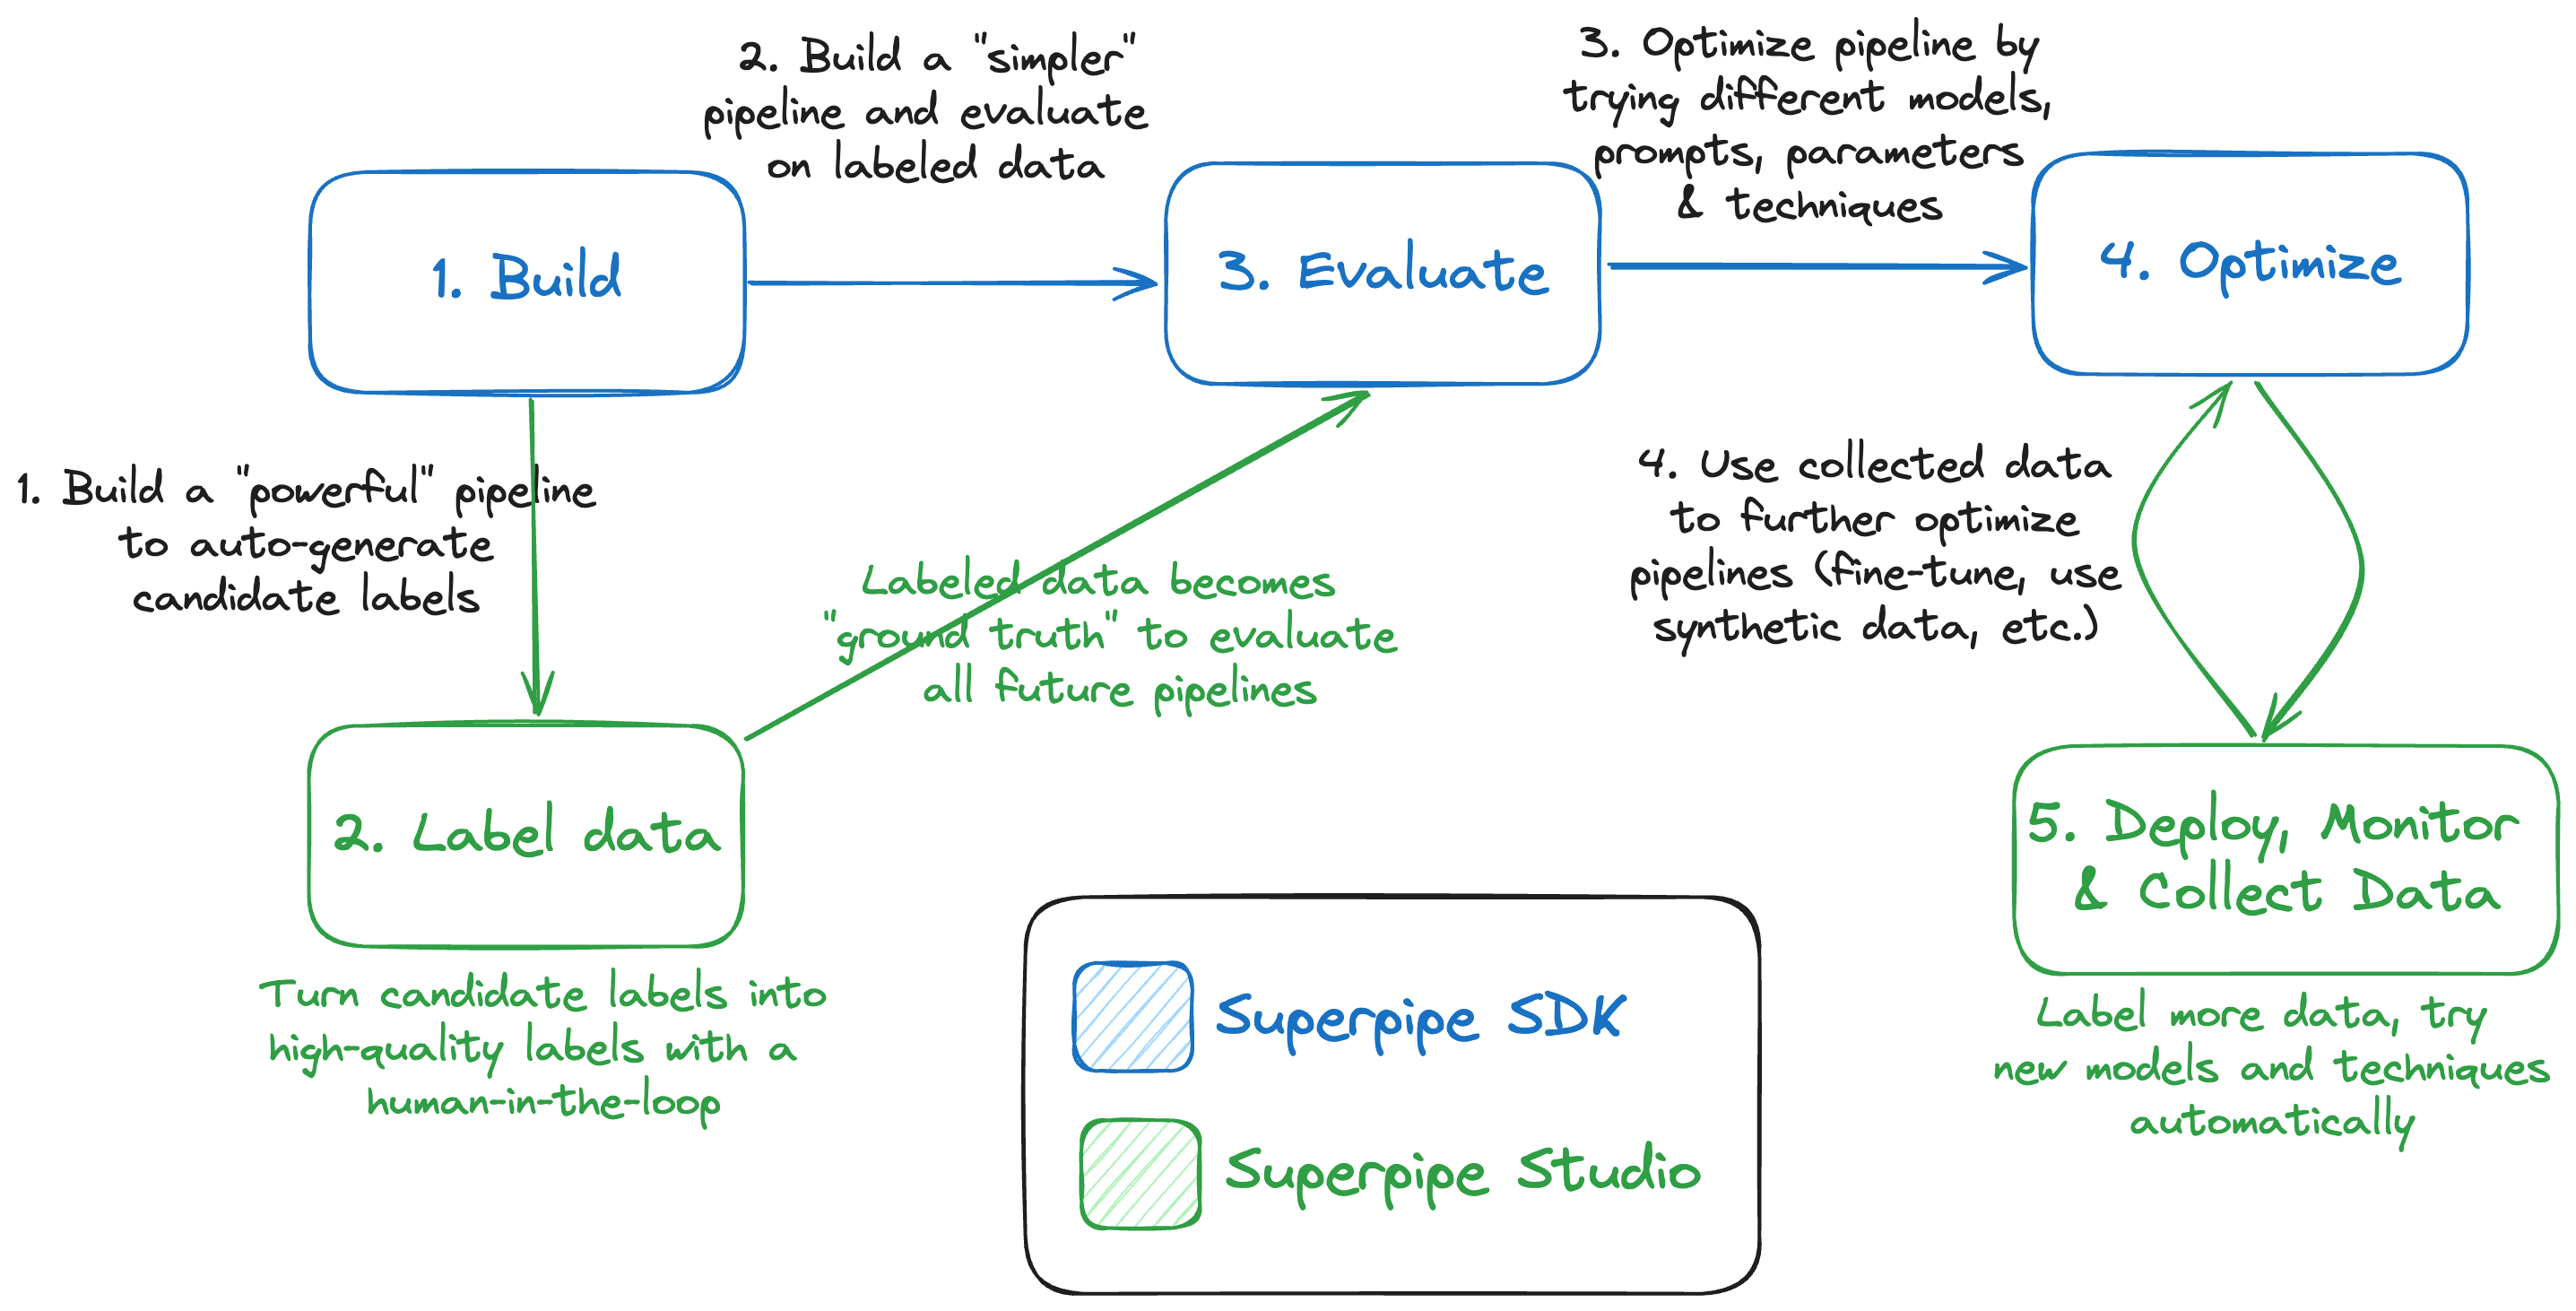 2. Build a "simpler"
pipeline and evaluate
on labeled data
3. Optimize pipeline by
trying different models,
prompts, parameters
& techniques
1. Build
3. Evaluate
4. Optimize
1. Build a "powerful" pipeline
to auto-generate
candidate labels
Labeled data becomes
"ground truth" to evaluate
all future pipelines
4. Use collected data
to further optimize
pipelines (fine-tune, use
synthetic data, etc.)
2. Label data
5. Deploy, Monitor
& Collect Data
Turn candidate labels into
high-quality labels with a
human-in-the-loop
Label more data, try
new models and techniques
automatically
Superpipe SDK
Superpipe Studio